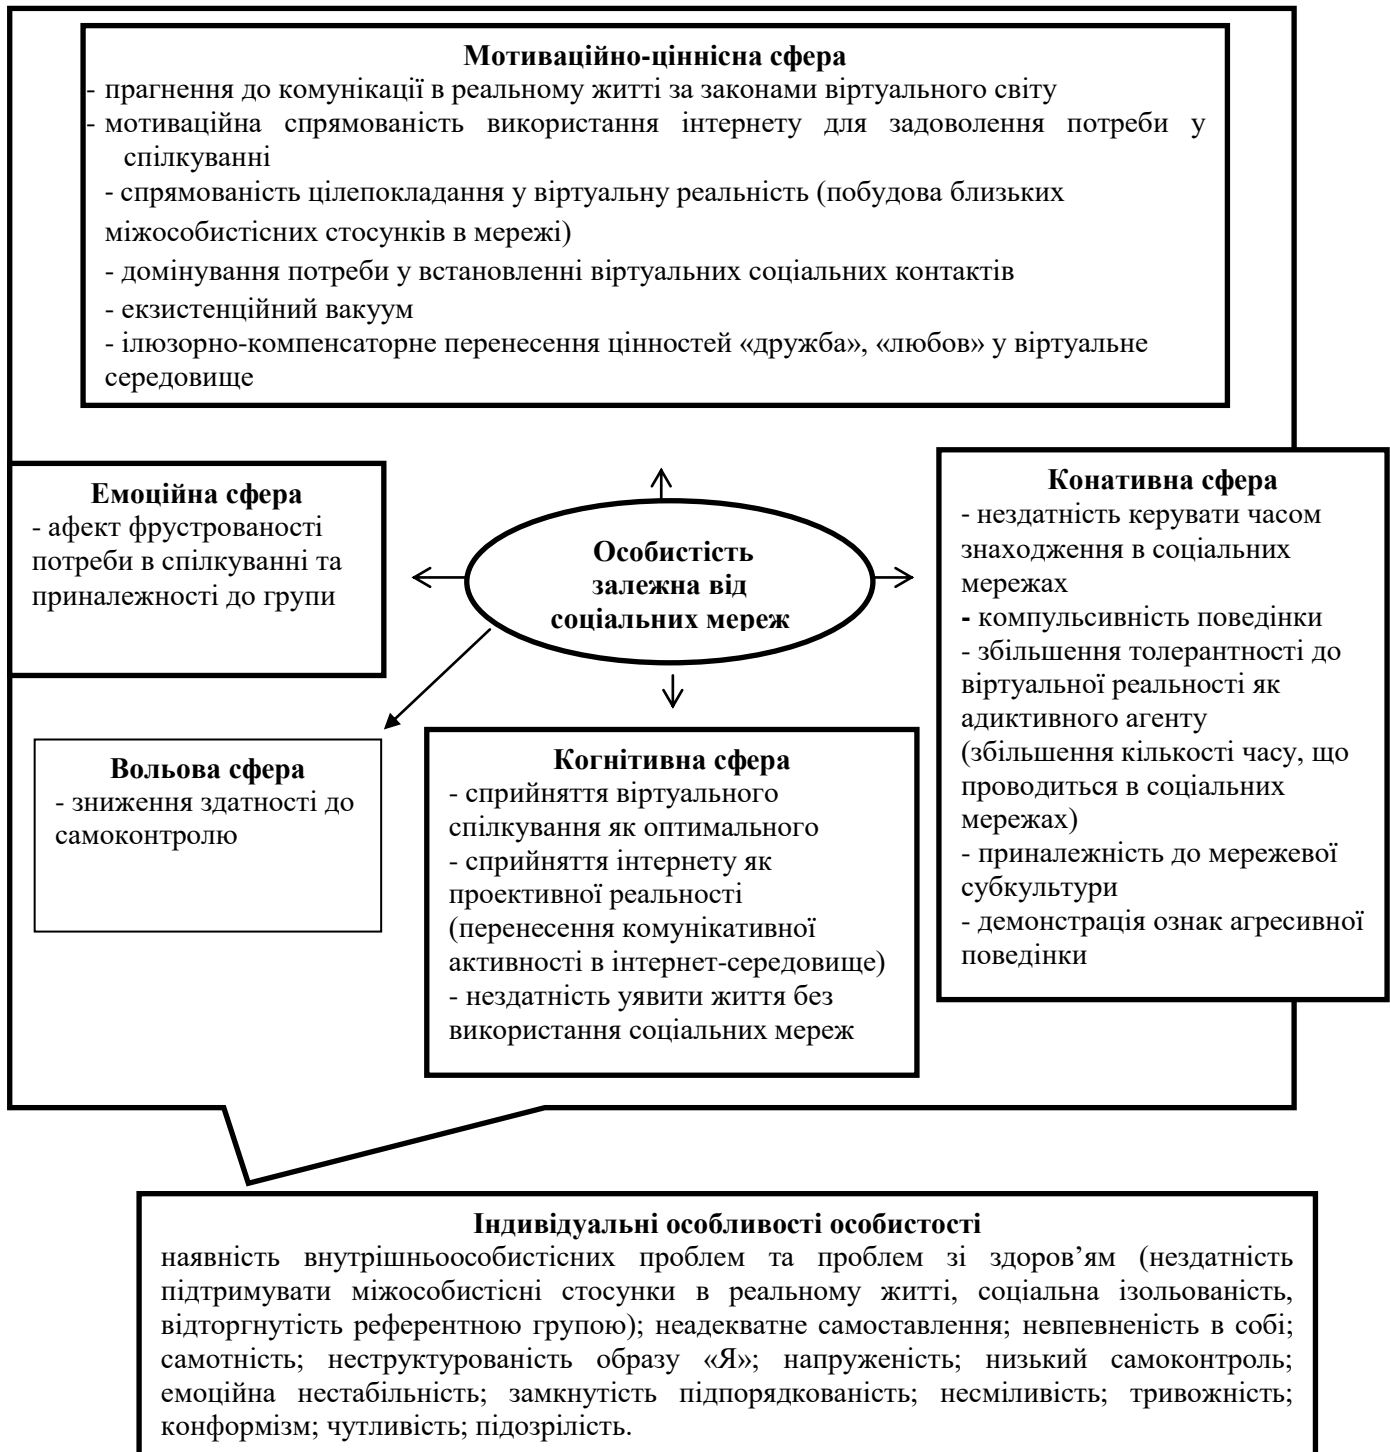 Мотиваційно-ціннісна сфера
- прагнення до комунікації в реальному житті за законами віртуального світу
- мотиваційна спрямованість використання інтернету для задоволення потреби у
спілкуванні
- спрямованість цілепокладання у віртуальну реальність (побудова близьких
міжособистісних стосунків в мережі)
- домінування потреби у встановленні віртуальних соціальних контактів
- екзистенційний вакуум
- ілюзорно-компенсаторне перенесення цінностей «дружба», «любов» у віртуальне
середовище
Емоційна сфера
- афект фрустрованості
потреби в спілкуванні та
приналежності до групи
Особистість
залежна від
соціальних мереж
Конативна сфера
- нездатність керувати часом
знаходження в соціальних
мережах
- компульсивність поведінки
- збільшення толерантності до
віртуальної реальності як
адиктивного агенту
(збільшення кількості часу, що
проводиться в соціальних
мережах)
- приналежність до мережевої
субкультури
- демонстрація ознак агресивної
поведінки
Вольова сфера
- зниження здатності до
самоконтролю
Когнітивна сфера
- сприйняття віртуального
спілкування як оптимального
- сприйняття інтернету як
проективної реальності
(перенесення комунікативної
активності в інтернет-середовище)
- нездатність уявити життя без
використання соціальних мереж
Індивідуальні особливості особистості
наявність внутрішньоособистісних проблем та проблем зі здоров’ям (нездатність
підтримувати міжособистісні стосунки в реальному житті, соціальна ізольованість,
відторгнутість референтною групою); неадекватне самоставлення; невпевненість в собі;
самотність; неструктурованість образу «Я»; напруженість; низький самоконтроль;
емоційна нестабільність; замкнутість підпорядкованість; несміливість; тривожність;
конформізм; чутливість; підозрілість.